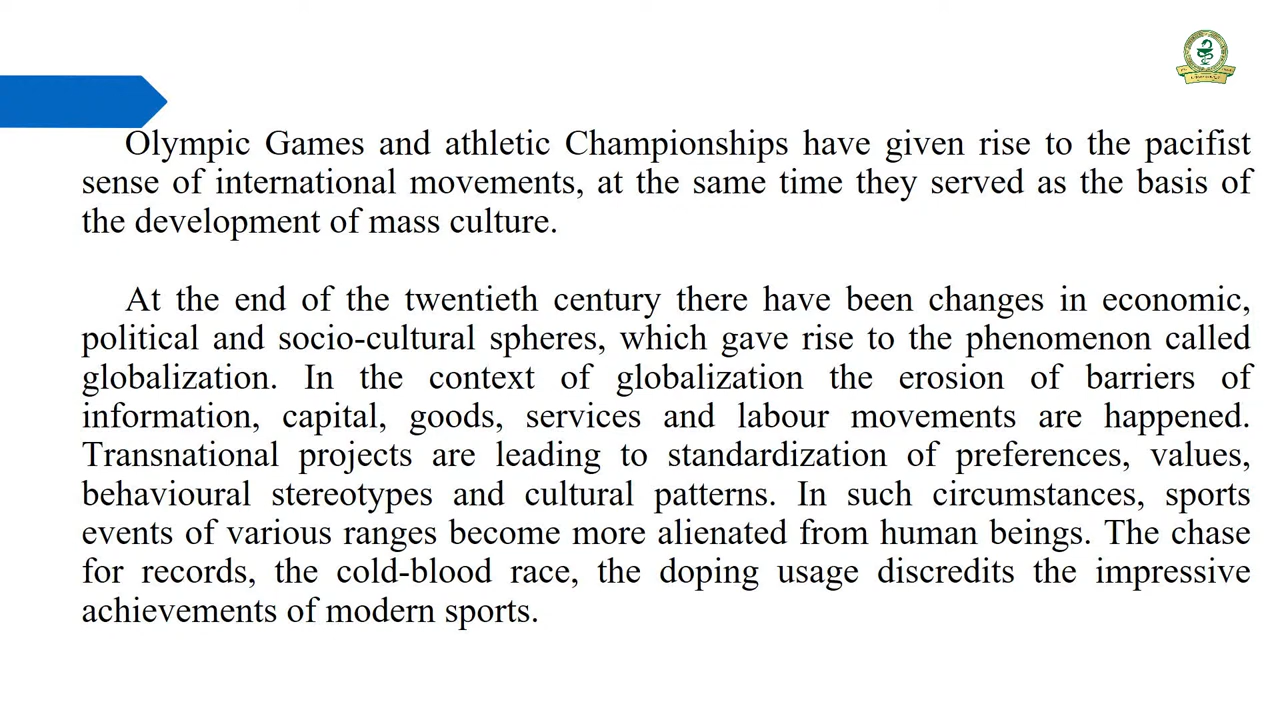 Olympic Games and athletic Championships have given rise to the pacifist
sense of international movements, at the same time they served as the basis of
the development of mass culture.
At the end of the twentieth century there have been changes in economic,
political and socio-cultural spheres, which gave rise to the phenomenon called
globalization. In the context of globalization the erosion of barriers of
information, capital, goods, services and labour movements are happened.
Transnational projects are leading to standardization of preferences, values,
behavioural stereotypes and cultural patterns. In such circumstances, sports
events of various ranges become more alienated from human beings. The chase
for records, the cold-blood race, the doping usage discredits the impressive
achievements of modern sports.